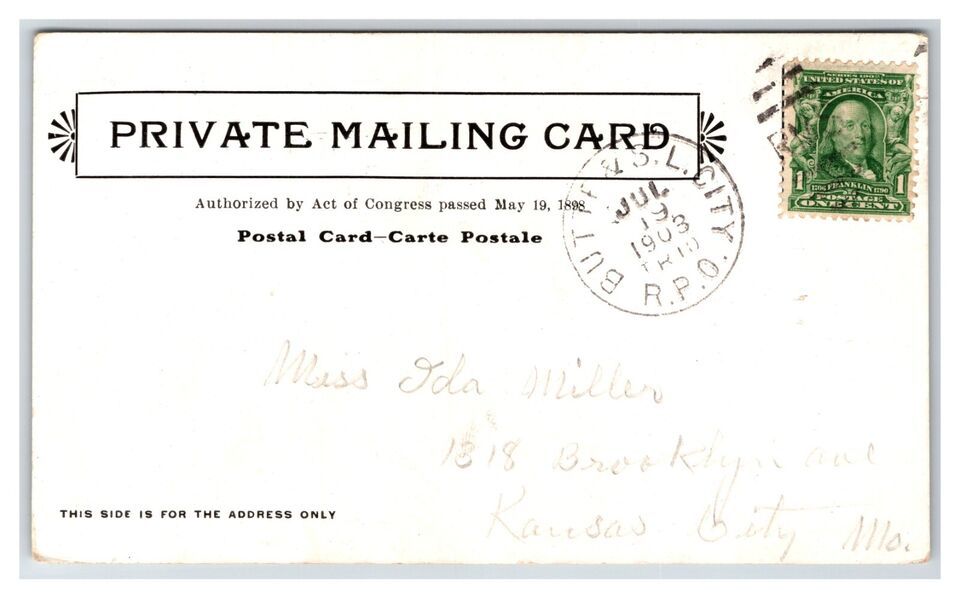 PRIVATE MAILING CARD
Authorized by Act of Congress passed May 19, 1898
Postal Card—Carte Postale
BUTTE & S.L. CITY.
JUL
19
1903
TR 10
R.P.O.
SERIES 1902
UNITED STATES OF
AMERICA
1706 FRANKLIN 1790
1 POSTAGE 1
ONE CENT
Miss Ida Miller
1318 Brooklyn ave
Kansas City Mo.
THIS SIDE IS FOR THE ADDRESS ONLY